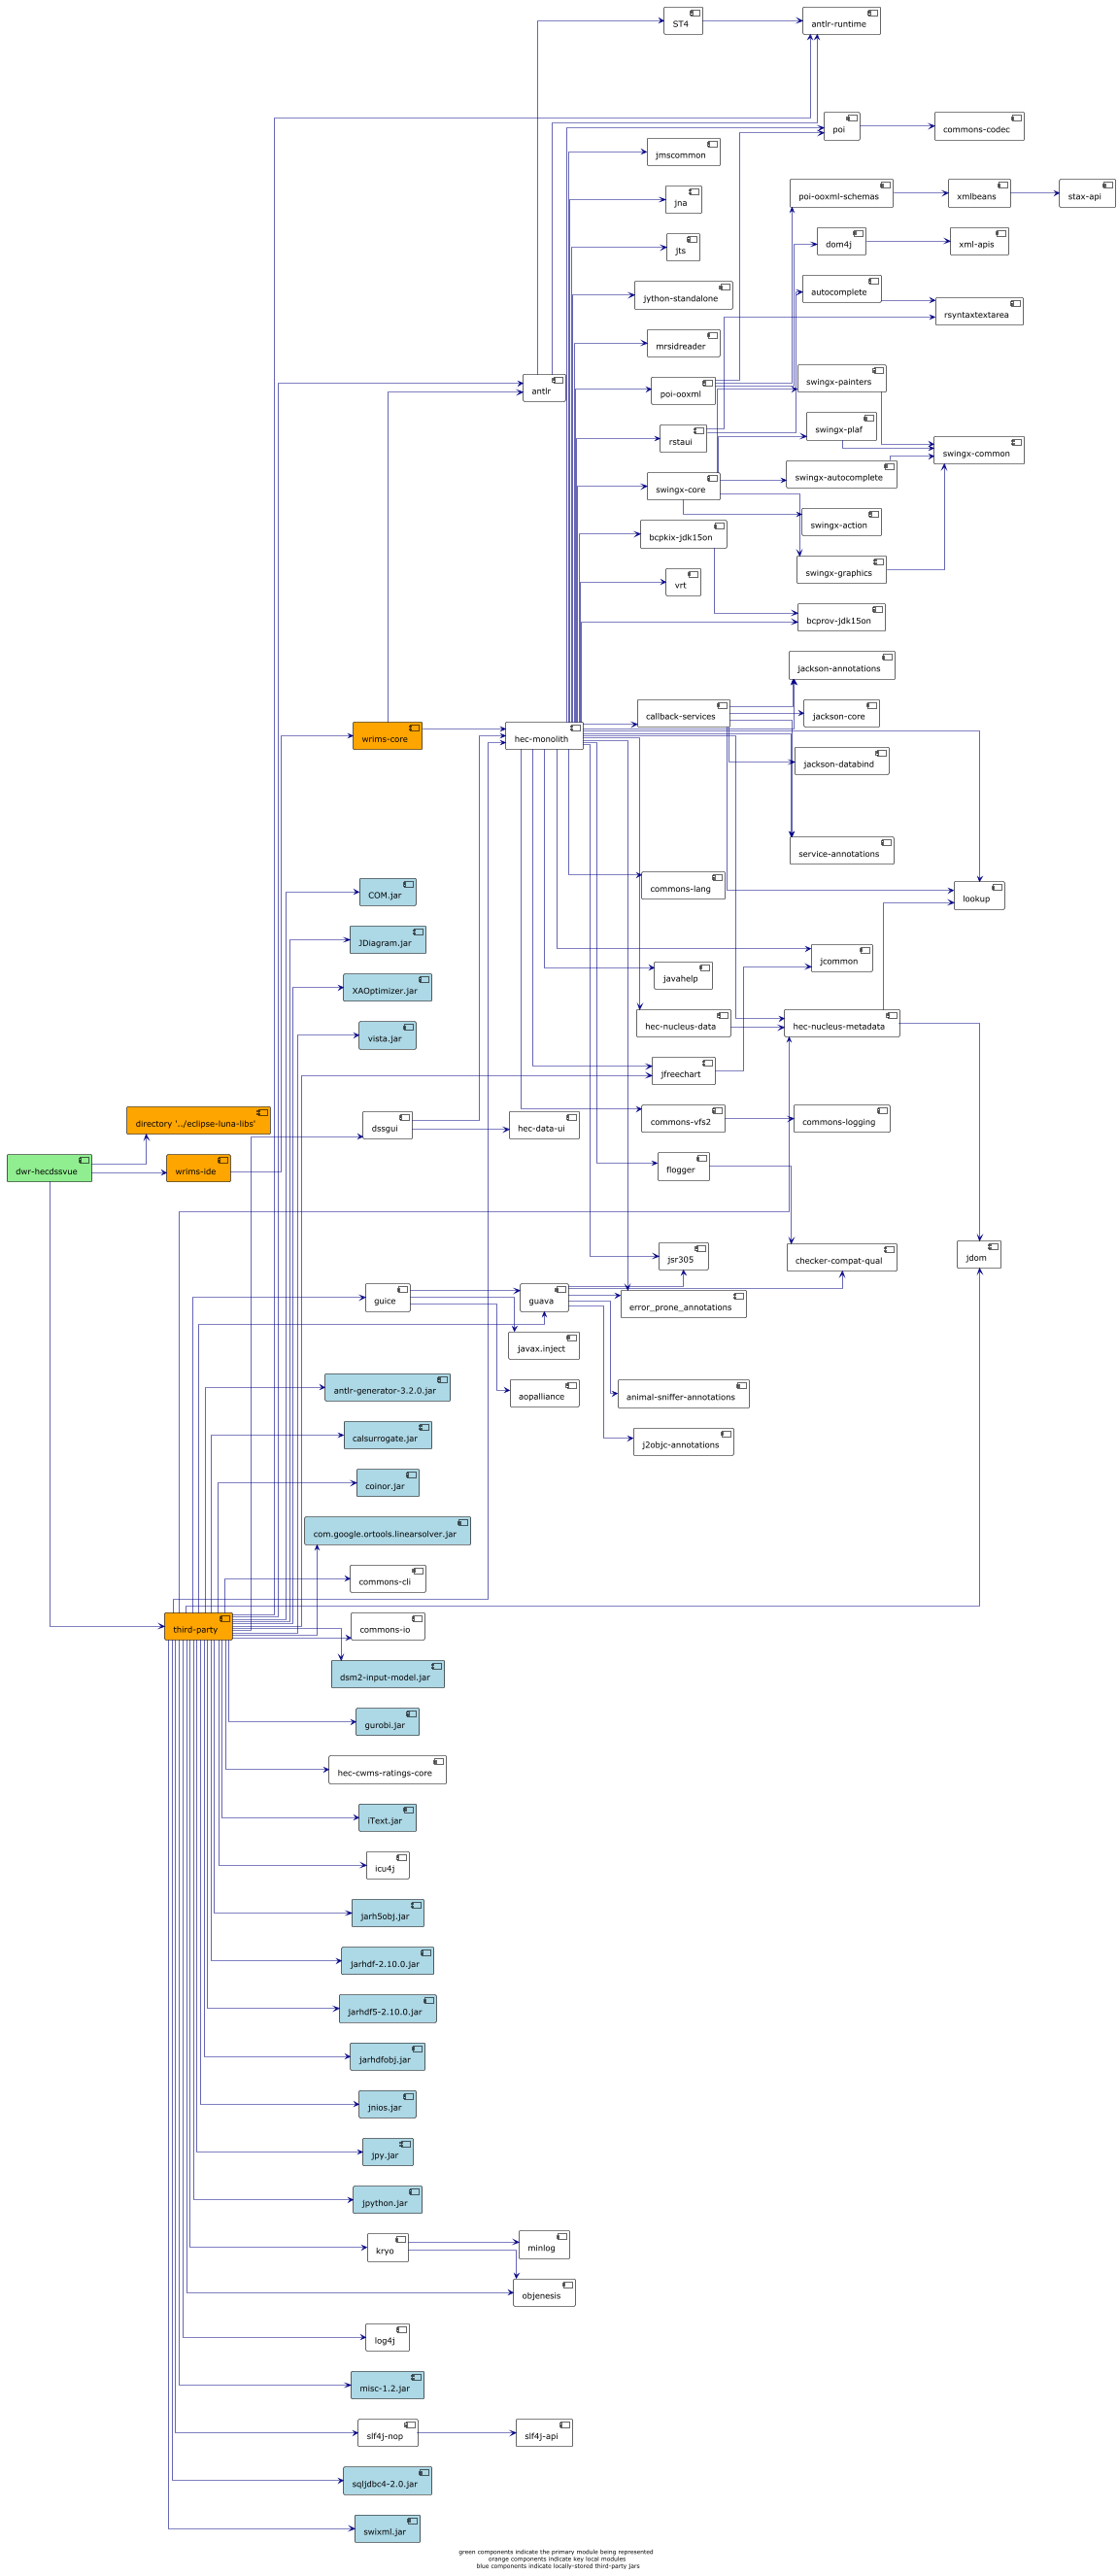 ST4
antlr-runtime
poi
commons-codec
jmscommon
poi-ooxml-schemas
xmlbeans
stax-api
jna
dom4j
xml-apis
jts
autocomplete
jython-standalone
rsyntaxtextarea
mrsidreader
swingx-painters
antlr
poi-ooxml
swingx-plaf
rstaui
swingx-common
swingx-autocomplete
swingx-core
swingx-action
bcpkix-jdk15on
swingx-graphics
vrt
bcprov-jdk15on
jackson-annotations
callback-services
jackson-core
wrims-core
hec-monolith
jackson-databind
service-annotations
COM.jar
commons-lang
lookup
JDiagram.jar
jcommon
javahelp
XAOptimizer.jar
vista.jar
hec-nucleus-data
hec-nucleus-metadata
jfreechart
directory '../eclipse-luna-libs'
dssgui
hec-data-ui
commons-vfs2
commons-logging
dwr-hecdssvue
wrims-ide
flogger
jsr305
checker-compat-qual
jdom
guice
guava
error_prone_annotations
javax.inject
antlr-generator-3.2.0.jar
aopalliance
animal-sniffer-annotations
calsurrogate.jar
j2objc-annotations
coinor.jar
com.google.ortools.linearsolver.jar
commons-cli
third-party
commons-io
dsm2-input-model.jar
gurobi.jar
hec-cwms-ratings-core
iText.jar
icu4j
jarh5obj.jar
jarhdf-2.10.0.jar
jarhdf5-2.10.0.jar
jarhdfobj.jar
jnios.jar
jpy.jar
jpython.jar
kryo
minlog
objenesis
log4j
misc-1.2.jar
slf4j-nop
slf4j-api
sqljdbc4-2.0.jar
swixml.jar
green components indicate the primary module being represented
orange components indicate key local modules
blue components indicate locally-stored third-party jars